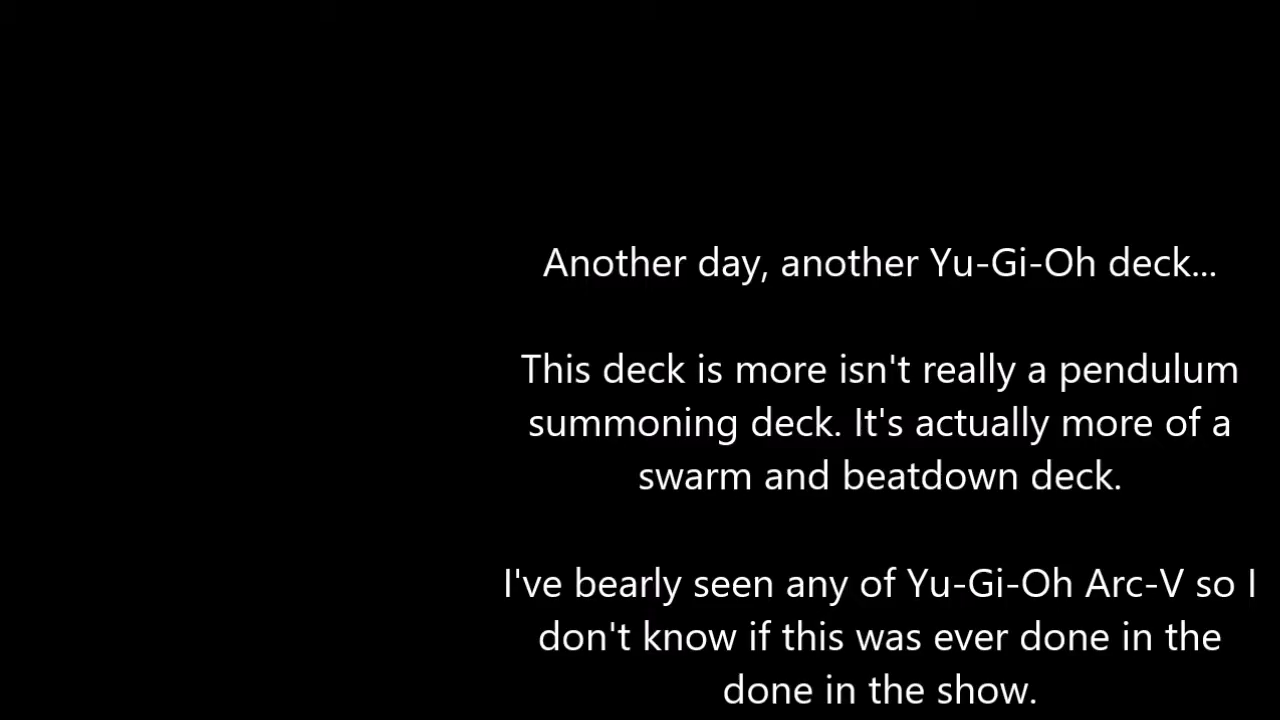 Another day, another Yu-Gi-Oh deck...
This deck is more isn't really a pendulum
summoning deck. It's actually more of a
swarm and beatdown deck.
I've bearly seen any of Yu-Gi-Oh Arc-V so I
don't know if this was ever done in the
done in the show.